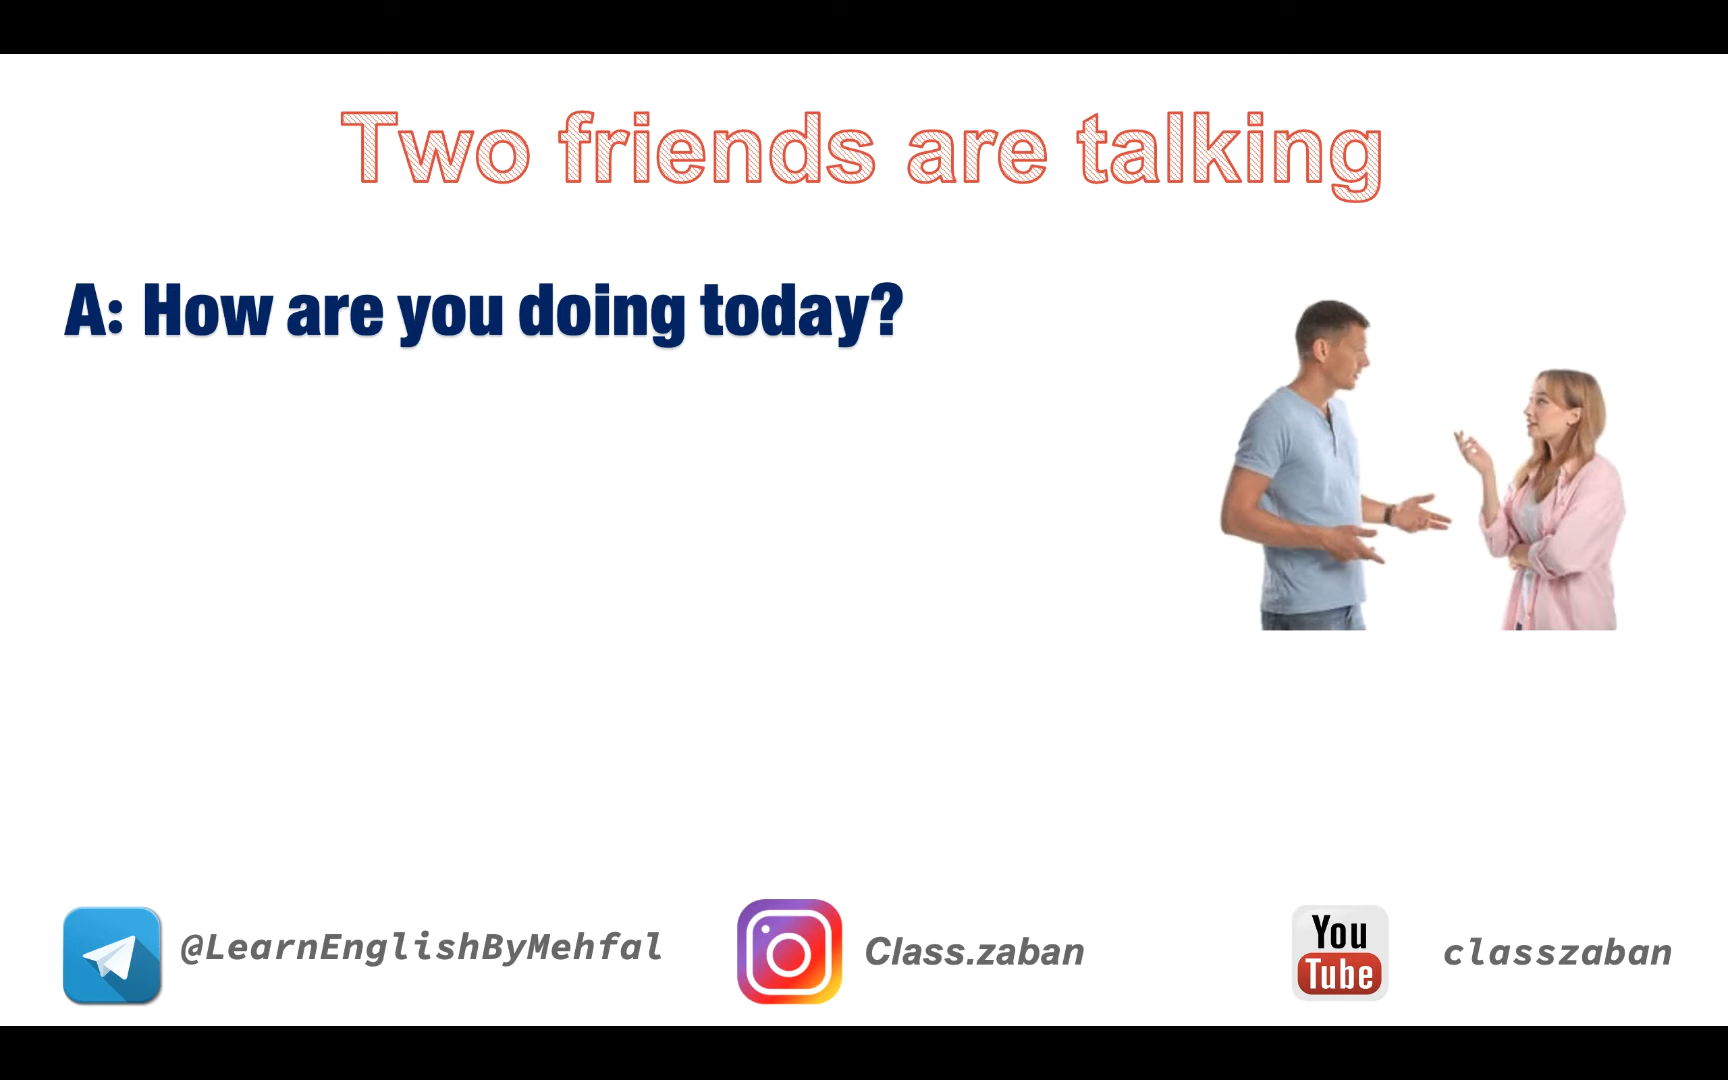 Two friends are talking
A: How are you doing today?
@LearnEnglishByMehfal
Class.zaban
You
Tube
classzaban